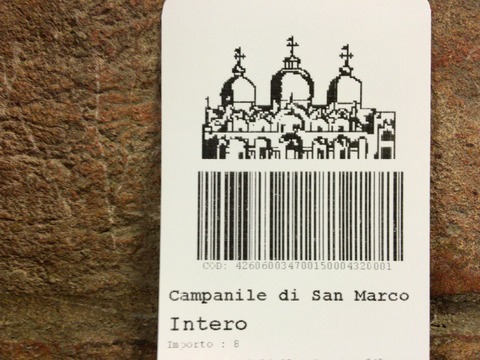 COD: 426060034700150004320001
Campanile di San Marco
Intero
Importo : 8